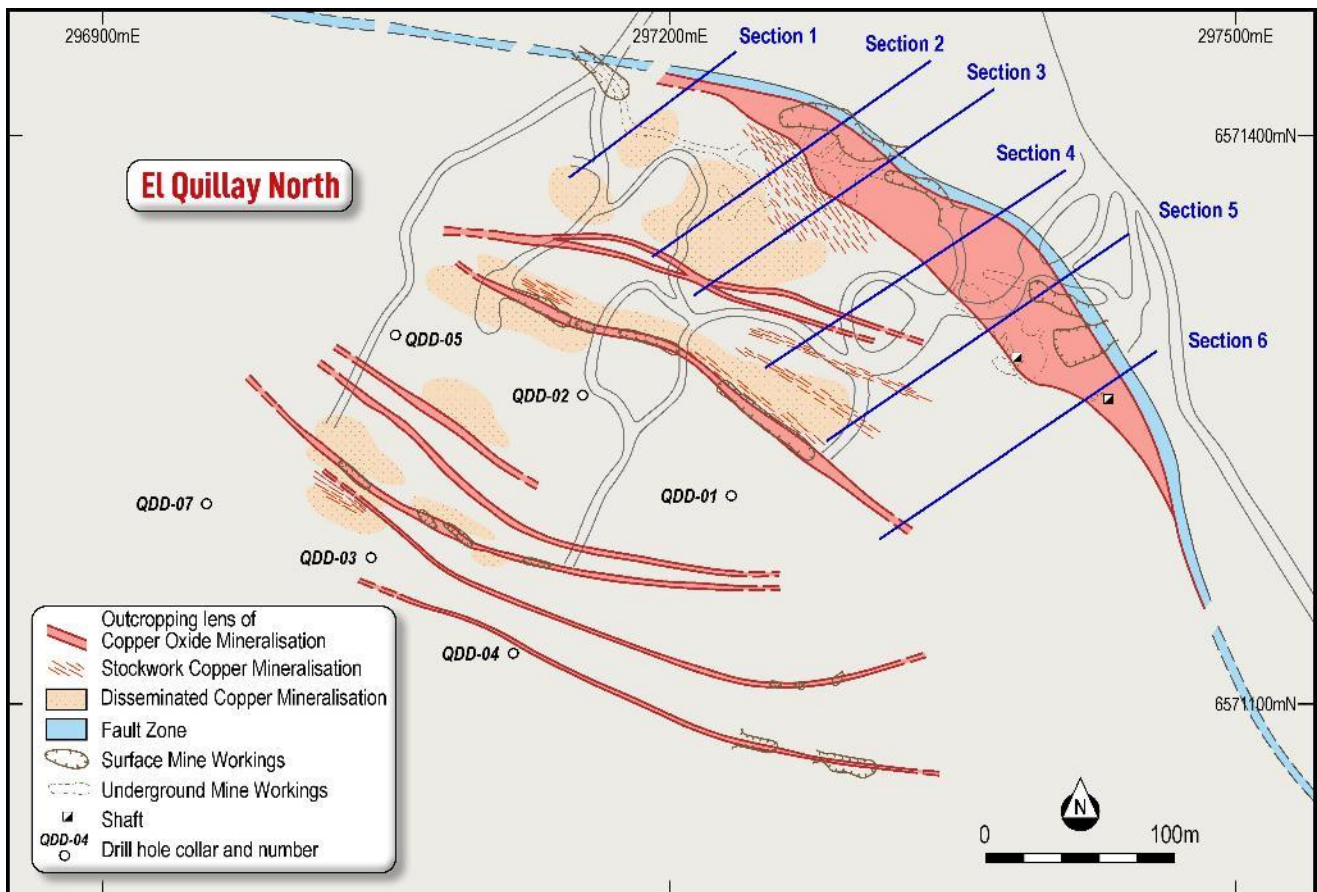 296900mE
297200mE
297500mE
Section 1
Section 2
Section 3
6571400mN
Section 4
El Quillay North
Section 5
QDD-05
Section 6
QDD-02
QDD-01
QDD-07
QDD-03
QDD-04
6571100mN
Outcropping lens of
Copper Oxide Mineralisation
Stockwork Copper Mineralisation
Disseminated Copper Mineralisation
Fault Zone
Surface Mine Workings
Underground Mine Workings
Shaft
QDD-04
Drill hole collar and number
N
0
100m